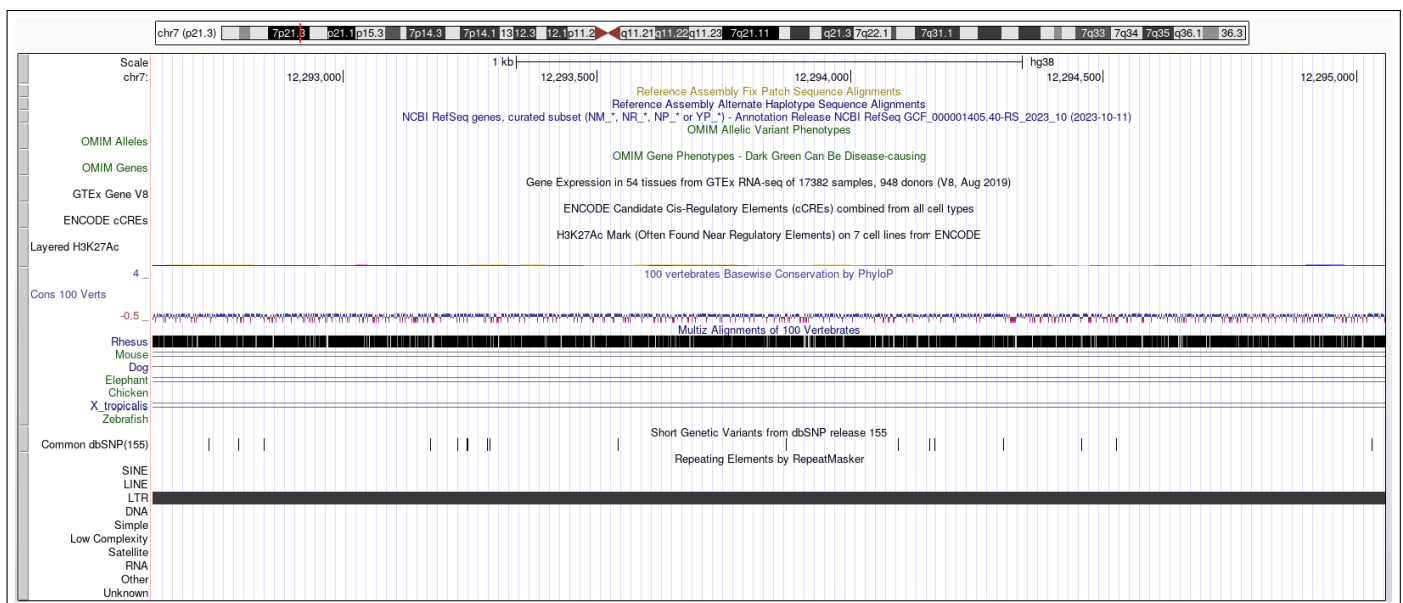 chr7 (p21.3) 7p21.3 p21.1 p15.3 7p14.3 7p14.1 13 12.3 12.1 p11.2 q11.21 q11.22 q11.23 7q21.11 q21.3 7q22.1 7q31.1 7q33 7q34 7q35 q36.1 36.3
Scale 1 kb hg38
chr7: 12,293,000 12,293,500 12,294,000 12,294,500 12,295,000
Reference Assembly Fix Patch Sequence Alignments
Reference Assembly Alternate Haplotype Sequence Alignments
NCBI RefSeq genes, curated subset (NM_*, NR_*, NP_* or YP_*) - Annotation Release NCBI RefSeq GCF_000001405.40-RS_2023_10 (2023-10-11)
OMIM Allelic Variant Phenotypes
OMIM Alleles
OMIM Gene Phenotypes - Dark Green Can Be Disease-causing
OMIM Genes
Gene Expression in 54 tissues from GTEx RNA-seq of 17382 samples, 948 donors (V8, Aug 2019)
GTEx Gene V8
ENCODE Candidate Cis-Regulatory Elements (cCREs) combined from all cell types
ENCODE cCREs
H3K27Ac Mark (Often Found Near Regulatory Elements) on 7 cell lines from ENCODE
Layered H3K27Ac
4 _ 100 vertebrates Basewise Conservation by PhyloP
Cons 100 Verts
-0.5 _
Multiz Alignments of 100 Vertebrates
Rhesus
Mouse
Dog
Elephant
Chicken
X_tropicalis
Zebrafish
Short Genetic Variants from dbSNP release 155
Common dbSNP(155)
Repeating Elements by RepeatMasker
SINE
LINE
LTR
DNA
Simple
Low Complexity
Satellite
RNA
Other
Unknown